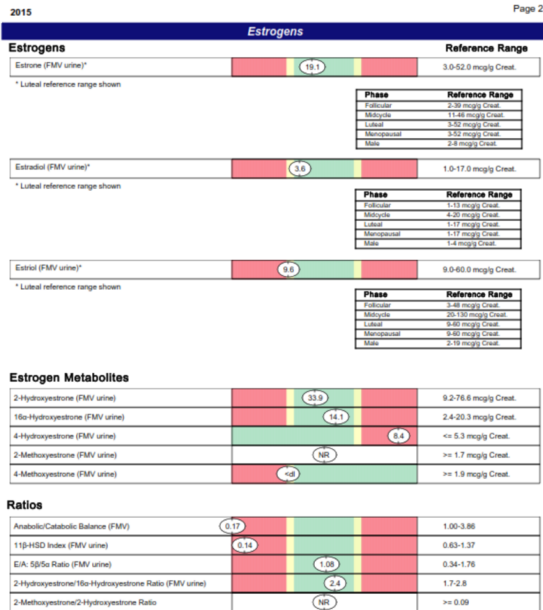 2015 Page 2
Estrogens
Estrogens Reference Range
Estrone (FMV urine)* 19.1 3.0-52.0 mcg/g Creat.
* Luteal reference range shown
Phase Reference Range
Follicular 2-39 mcg/g Creat.
Midcycle 11-46 mcg/g Creat.
Luteal 3-52 mcg/g Creat.
Menopausal 3-52 mcg/g Creat.
Male 2-8 mcg/g Creat.
Estradiol (FMV urine)* 3.6 1.0-17.0 mcg/g Creat.
* Luteal reference range shown
Phase Reference Range
Follicular 1-13 mcg/g Creat.
Midcycle 4-20 mcg/g Creat.
Luteal 1-17 mcg/g Creat.
Menopausal 1-17 mcg/g Creat.
Male 1-4 mcg/g Creat.
Estriol (FMV urine)* 9.6 9.0-60.0 mcg/g Creat.
* Luteal reference range shown
Phase Reference Range
Follicular 3-48 mcg/g Creat.
Midcycle 20-130 mcg/g Creat.
Luteal 9-60 mcg/g Creat.
Menopausal 9-60 mcg/g Creat.
Male 2-19 mcg/g Creat.
Estrogen Metabolites
2-Hydroxyestrone (FMV urine) 33.9 9.2-76.6 mcg/g Creat.
16α-Hydroxyestrone (FMV urine) 14.1 2.4-20.3 mcg/g Creat.
4-Hydroxyestrone (FMV urine) 8.4 <= 5.3 mcg/g Creat.
2-Methoxyestrone (FMV urine) NR >= 1.7 mcg/g Creat.
4-Methoxyestrone (FMV urine) <dl >= 1.9 mcg/g Creat.
Ratios
Anabolic/Catabolic Balance (FMV) 0.17 1.00-3.86
11β-HSD Index (FMV urine) 0.14 0.63-1.37
E/A: 5β/5α Ratio (FMV urine) 1.08 0.34-1.76
2-Hydroxyestrone/16α-Hydroxyestrone Ratio (FMV urine) 2.4 1.7-2.8
2-Methoxyestrone/2-Hydroxyestrone Ratio NR >= 0.09